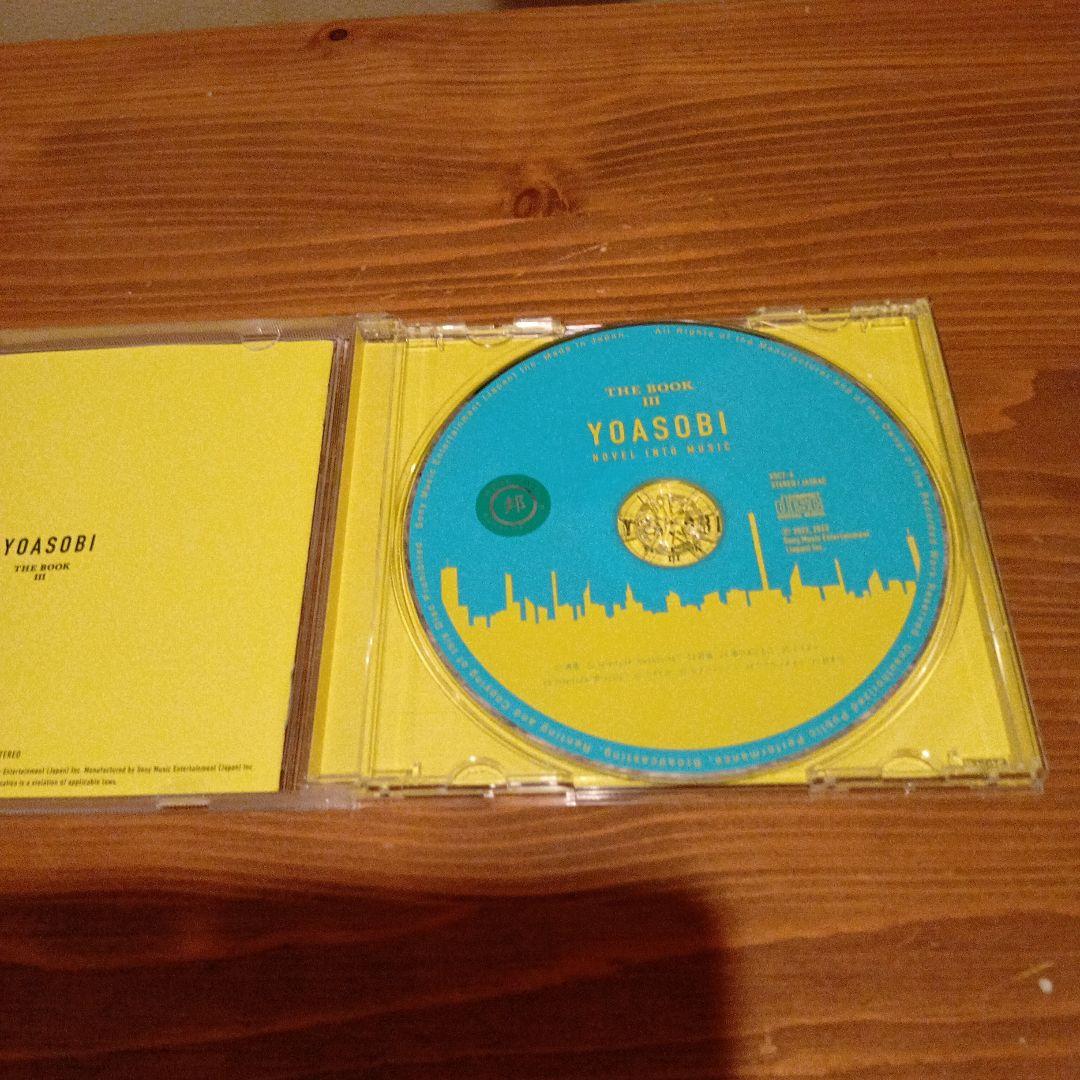 YOASOBI
THE BOOK
III
STEREO
Entertainment (Japan) Inc. Manufactured by Sony Music Entertainment (Japan) Inc.
is a violation of applicable laws.
THE BOOK
III
YOASOBI
NOVEL INTO MUSIC
邦
STEREO / JASRAC
disc
Sony Music Entertainment
(Japan) Inc.
Sony Music Entertainment (Japan) Inc. Made in Japan. All Rights of the Manufacturer and of the Owner of the Recorded Work Reserved. Unauthorized Public Performance, Broadcasting, Renting and Copying of this Disc Prohibited.